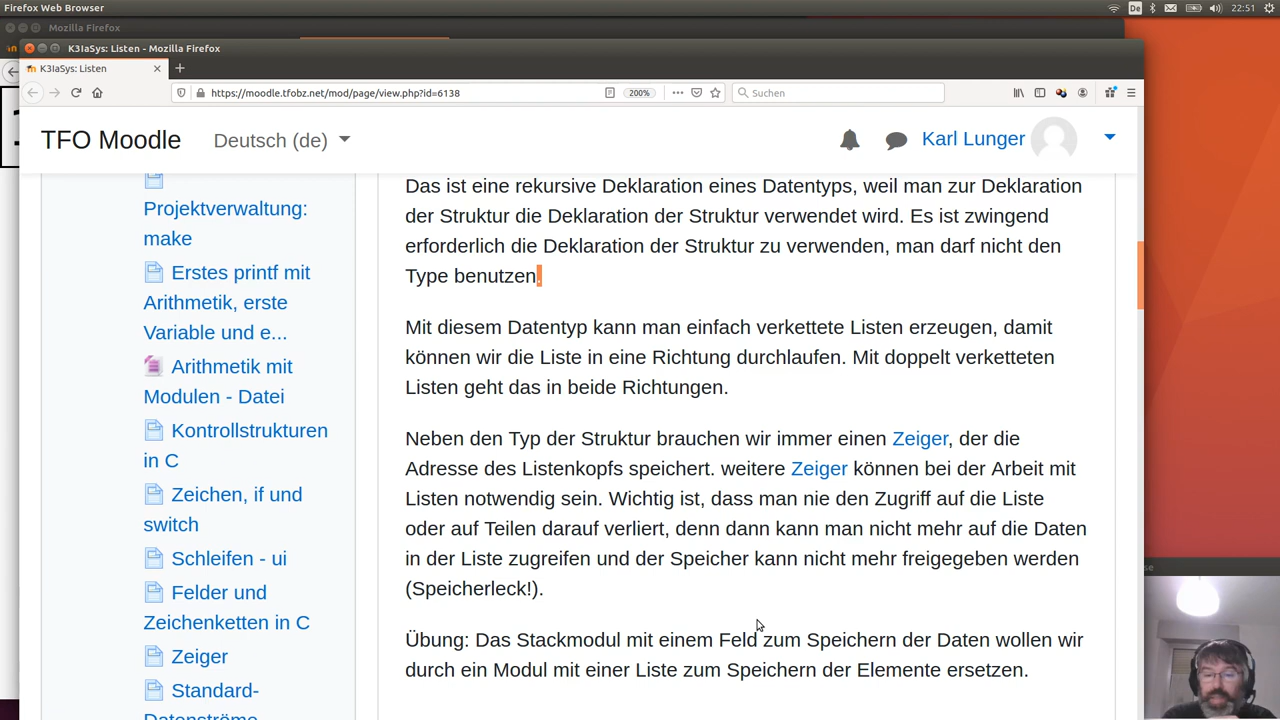 Firefox Web Browser
De
22:51
Mozilla Firefox
K3IaSys: Listen - Mozilla Firefox
K3IaSys: Listen
https://moodle.tfobz.net/mod/page/view.php?id=6138
200%
Suchen
TFO Moodle
Deutsch (de)
Karl Lunger
Projektverwaltung:
make
Erstes printf mit
Arithmetik, erste
Variable und e...
Arithmetik mit
Modulen - Datei
Kontrollstrukturen
in C
Zeichen, if und
switch
Schleifen - ui
Felder und
Zeichenketten in C
Zeiger
Standard-
Datenströme
Das ist eine rekursive Deklaration eines Datentyps, weil man zur Deklaration
der Struktur die Deklaration der Struktur verwendet wird. Es ist zwingend
erforderlich die Deklaration der Struktur zu verwenden, man darf nicht den
Type benutzen.
Mit diesem Datentyp kann man einfach verkettete Listen erzeugen, damit
können wir die Liste in eine Richtung durchlaufen. Mit doppelt verketteten
Listen geht das in beide Richtungen.
Neben den Typ der Struktur brauchen wir immer einen Zeiger, der die
Adresse des Listenkopfs speichert. weitere Zeiger können bei der Arbeit mit
Listen notwendig sein. Wichtig ist, dass man nie den Zugriff auf die Liste
oder auf Teilen darauf verliert, denn dann kann man nicht mehr auf die Daten
in der Liste zugreifen und der Speicher kann nicht mehr freigegeben werden
(Speicherleck!).
Übung: Das Stackmodul mit einem Feld zum Speichern der Daten wollen wir
durch ein Modul mit einer Liste zum Speichern der Elemente ersetzen.